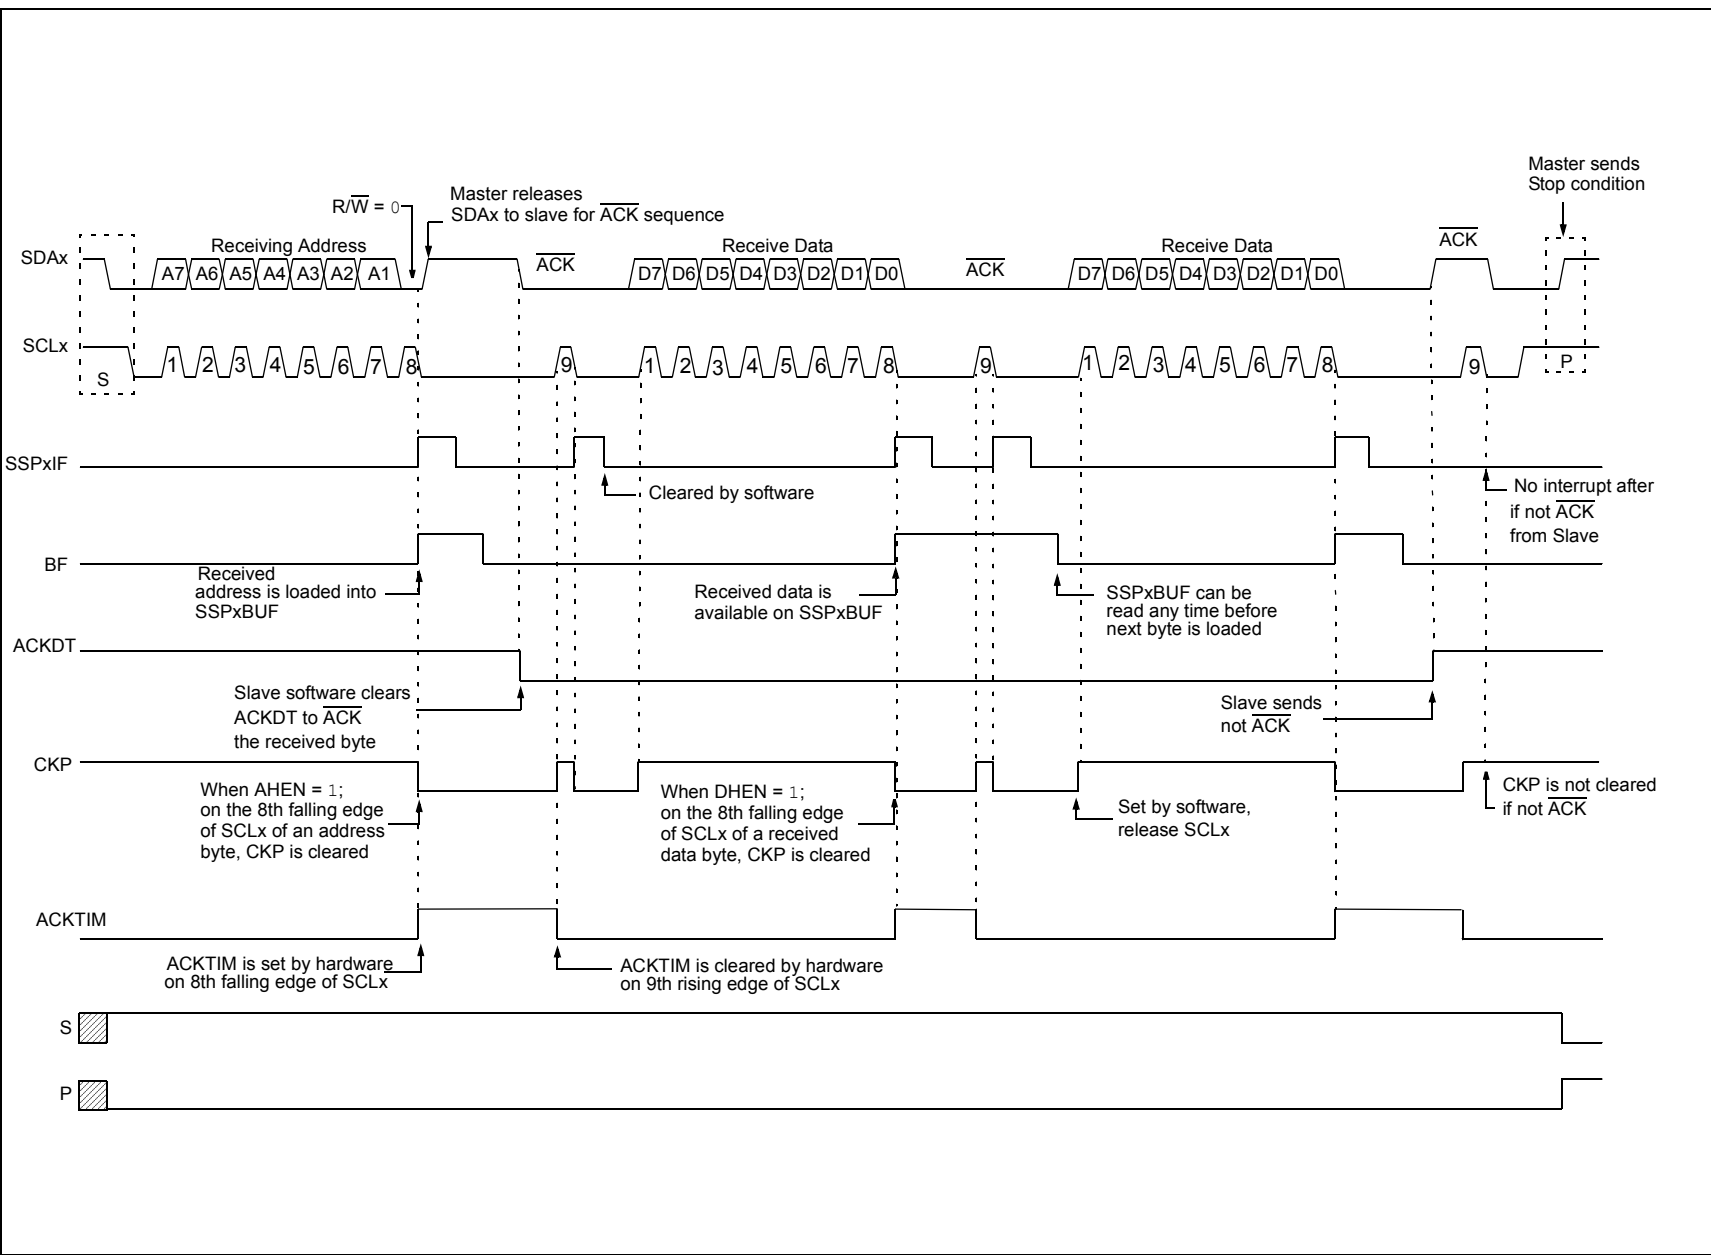 Master sends
Stop condition
Master releases
SDAx to slave for ACK sequence
R/W = 0
SDAx
Receiving Address
ACK
Receive Data
ACK
Receive Data
ACK
A7 A6 A5 A4 A3 A2 A1
D7 D6 D5 D4 D3 D2 D1 D0
D7 D6 D5 D4 D3 D2 D1 D0
SCLx
S
1 2 3 4 5 6 7 8 9
1 2 3 4 5 6 7 8 9
1 2 3 4 5 6 7 8 9
P
SSPxIF
Cleared by software
No interrupt after
if not ACK
from Slave
BF
Received
address is loaded into
SSPxBUF
Received data is
available on SSPxBUF
SSPxBUF can be
read any time before
next byte is loaded
ACKDT
Slave software clears
ACKDT to ACK
the received byte
Slave sends
not ACK
CKP
When AHEN = 1;
on the 8th falling edge
of SCLx of an address
byte, CKP is cleared
When DHEN = 1;
on the 8th falling edge
of SCLx of a received
data byte, CKP is cleared
Set by software,
release SCLx
CKP is not cleared
if not ACK
ACKTIM
ACKTIM is set by hardware
on 8th falling edge of SCLx
ACKTIM is cleared by hardware
on 9th rising edge of SCLx
S
P